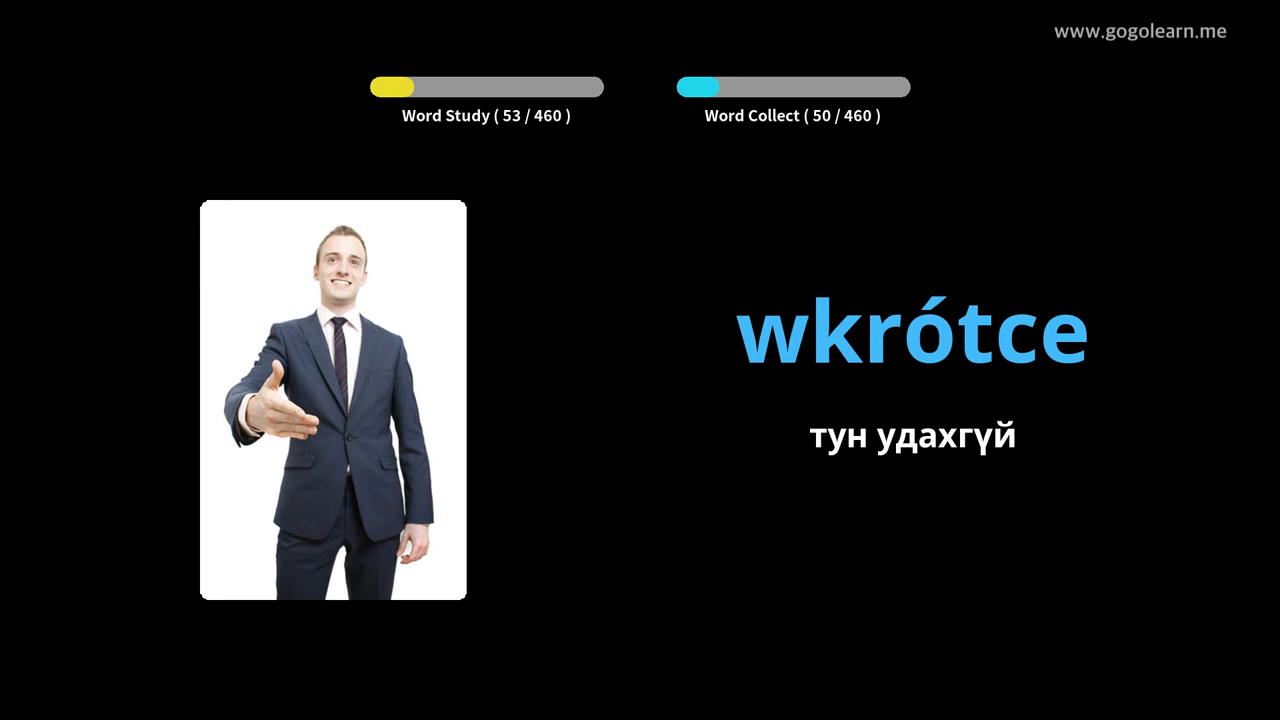 www.gogolearn.me
Word Study ( 53 / 460 )
Word Collect ( 50 / 460 )
wkrótce
тун удахгүй